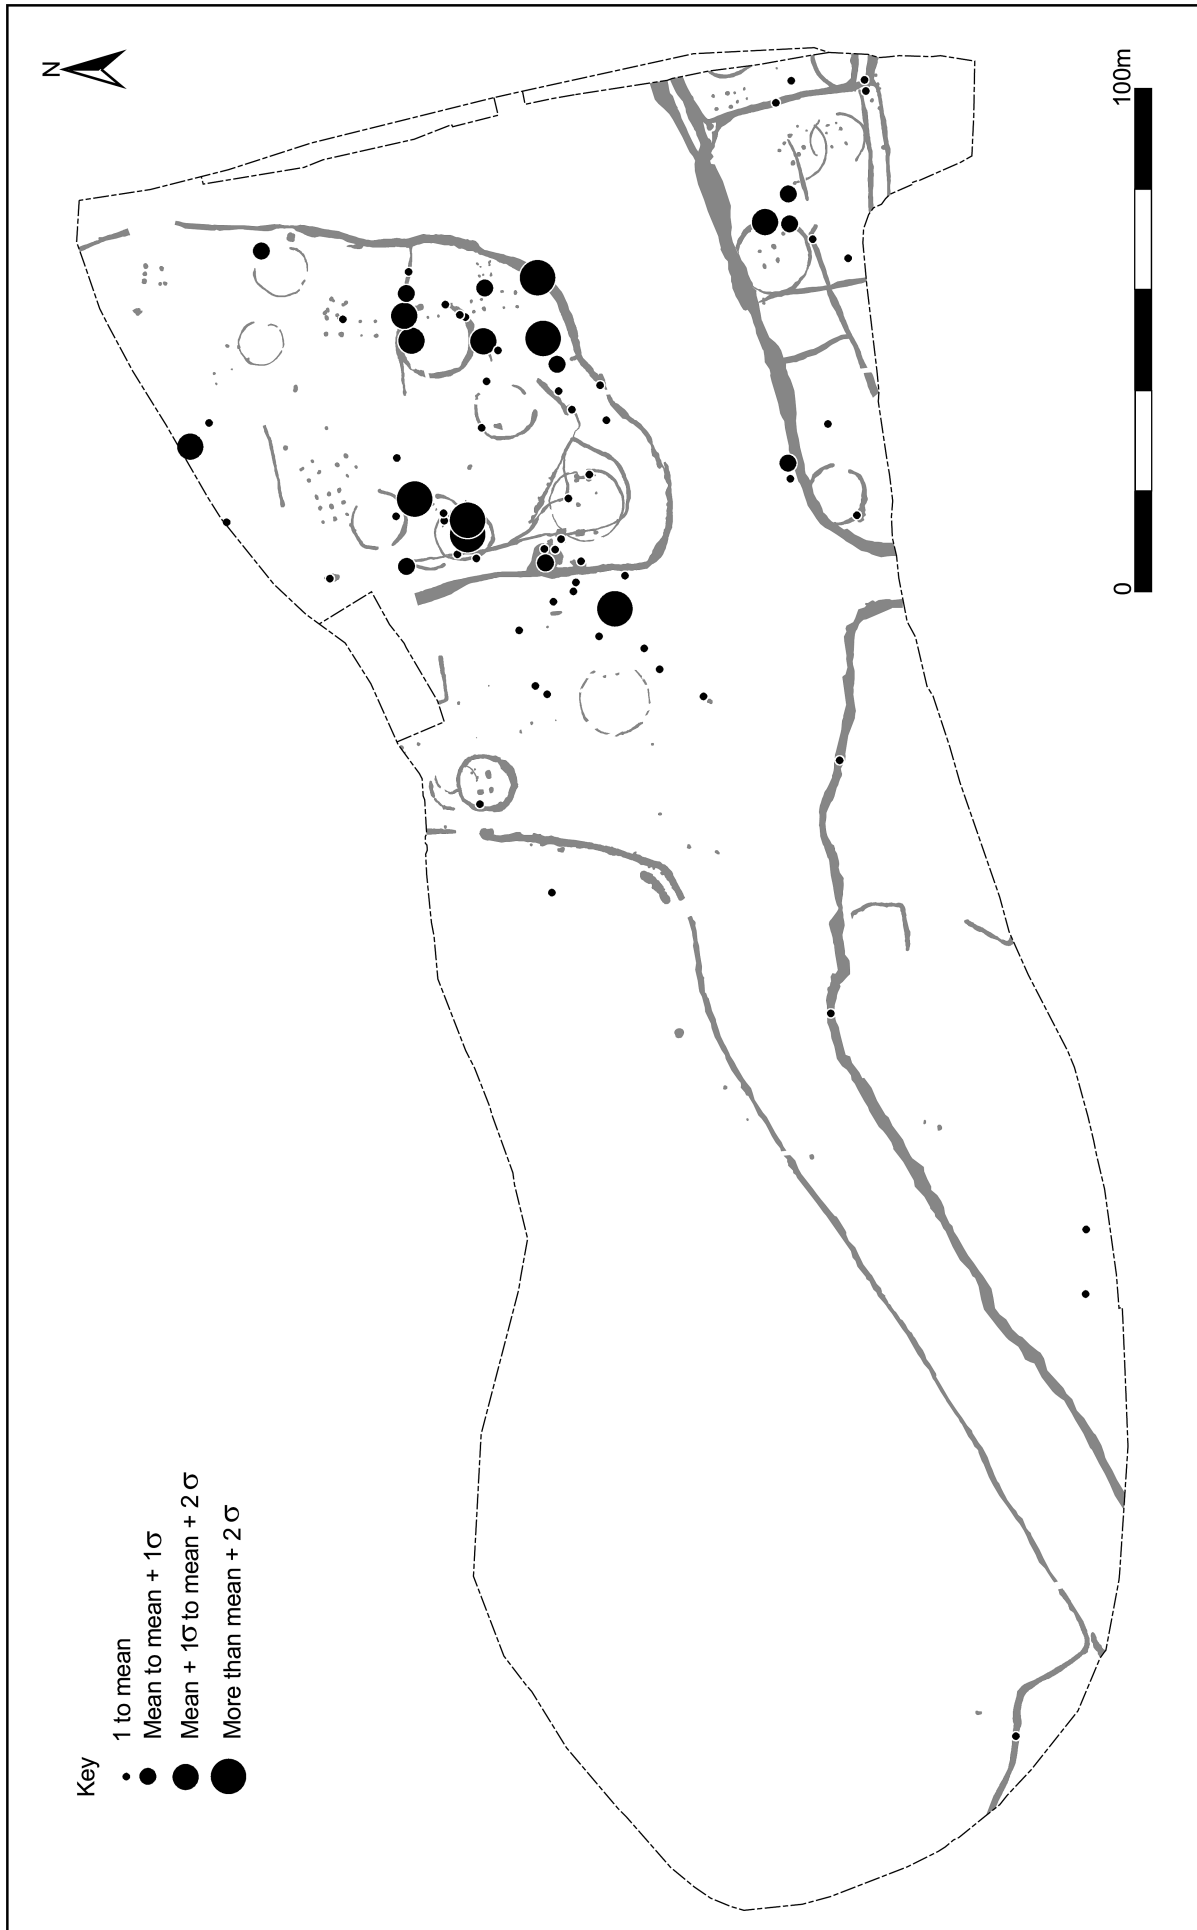 N
100m
0
Key
1 to mean
Mean to mean + 1σ
Mean + 1σ to mean + 2 σ
More than mean + 2 σ